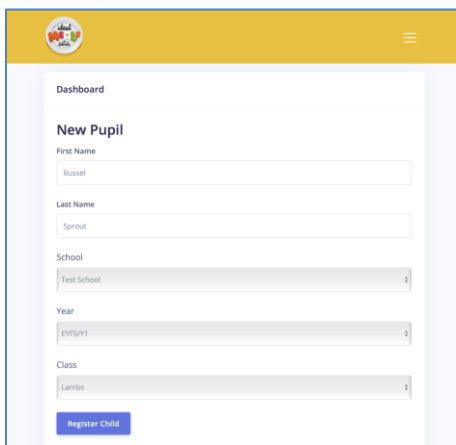 ideal
Dashboard
New Pupil
First Name
Russel
Last Name
Sprout
School
Test School
Year
EYFS/Y1
Class
Lambs
Register Child